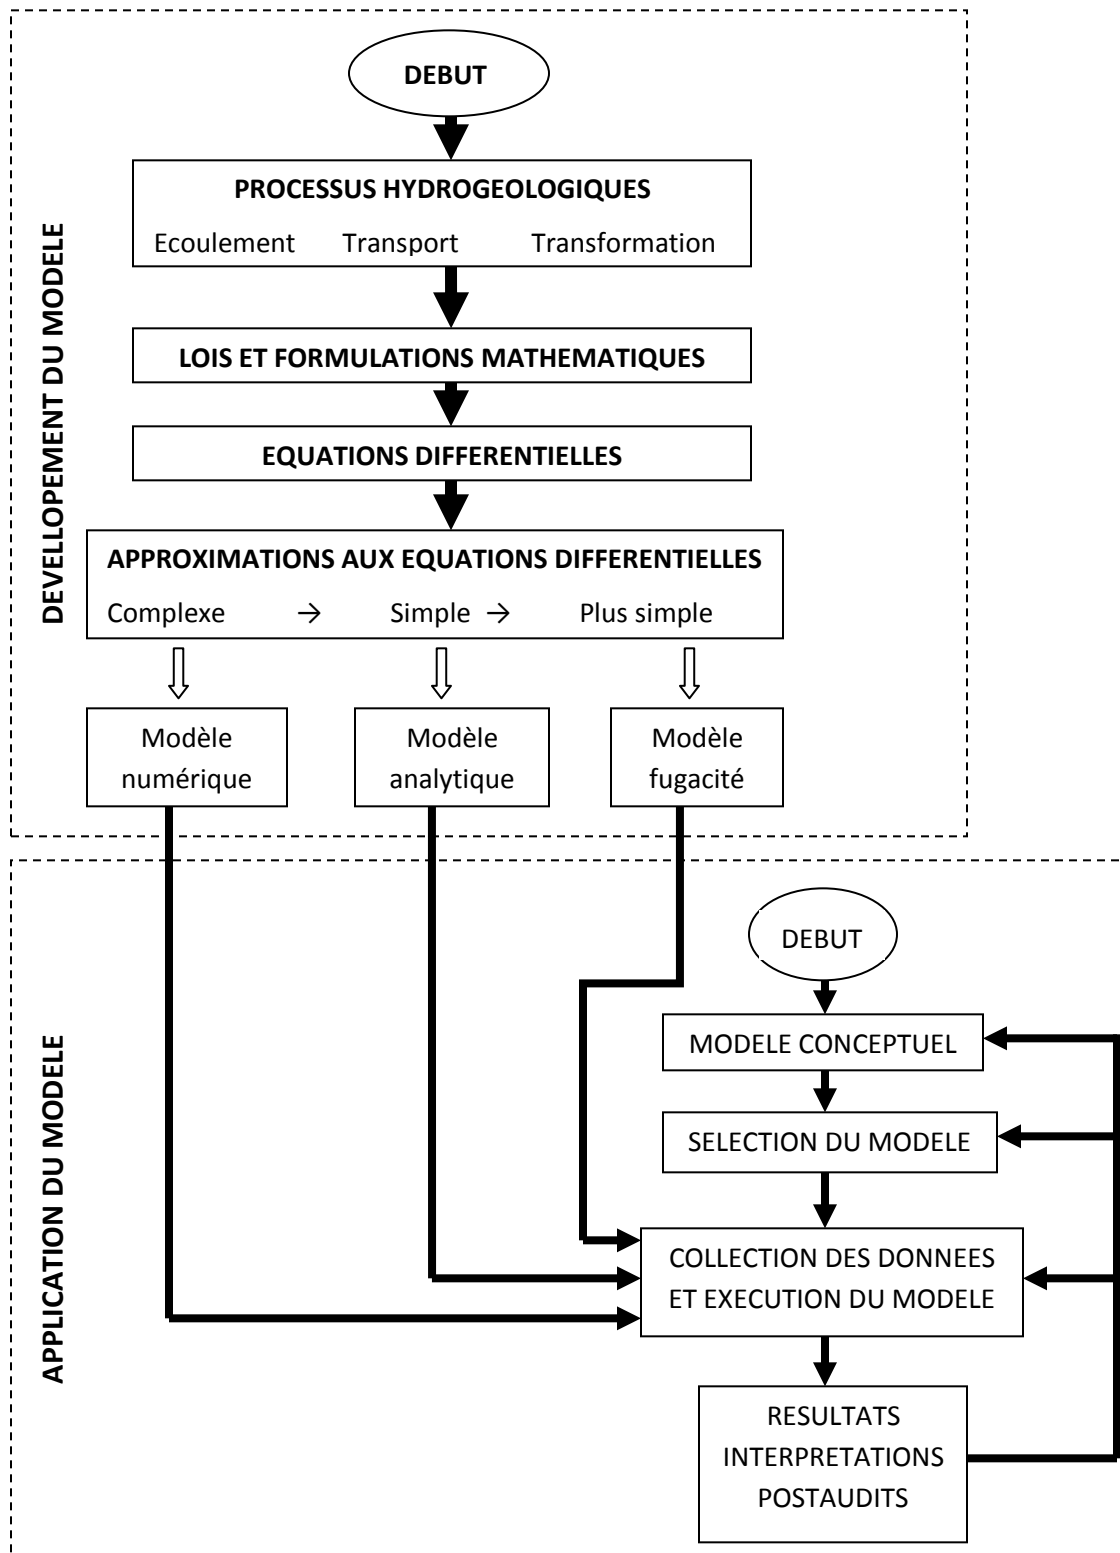 DEBUT
PROCESSUS HYDROGEOLOGIQUES
Ecoulement Transport Transformation
LOIS ET FORMULATIONS MATHEMATIQUES
EQUATIONS DIFFERENTIELLES
APPROXIMATIONS AUX EQUATIONS DIFFERENTIELLES
Complexe → Simple → Plus simple
Modèle
numérique
Modèle
analytique
Modèle
fugacité
DEVELLOPEMENT DU MODELE
DEBUT
MODELE CONCEPTUEL
SELECTION DU MODELE
COLLECTION DES DONNEES
ET EXECUTION DU MODELE
RESULTATS
INTERPRETATIONS
POSTAUDITS
APPLICATION DU MODELE